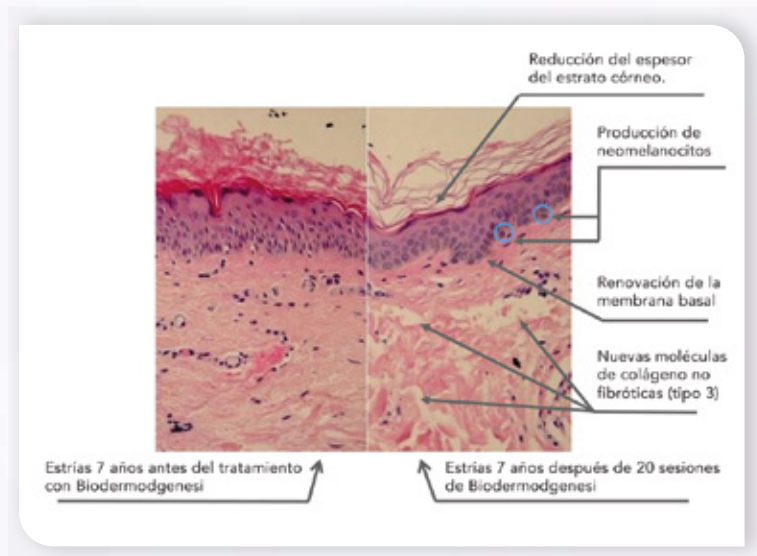 Reducción del espesor
del estrato córneo.
Producción de
neomelanocitos
Renovación de la
membrana basal
Nuevas moléculas
de colágeno no
fibróticas (tipo 3)
Estrías 7 años antes del tratamiento
con Biodermodgenesi
Estrías 7 años después de 20 sesiones
de Biodermodgenesi